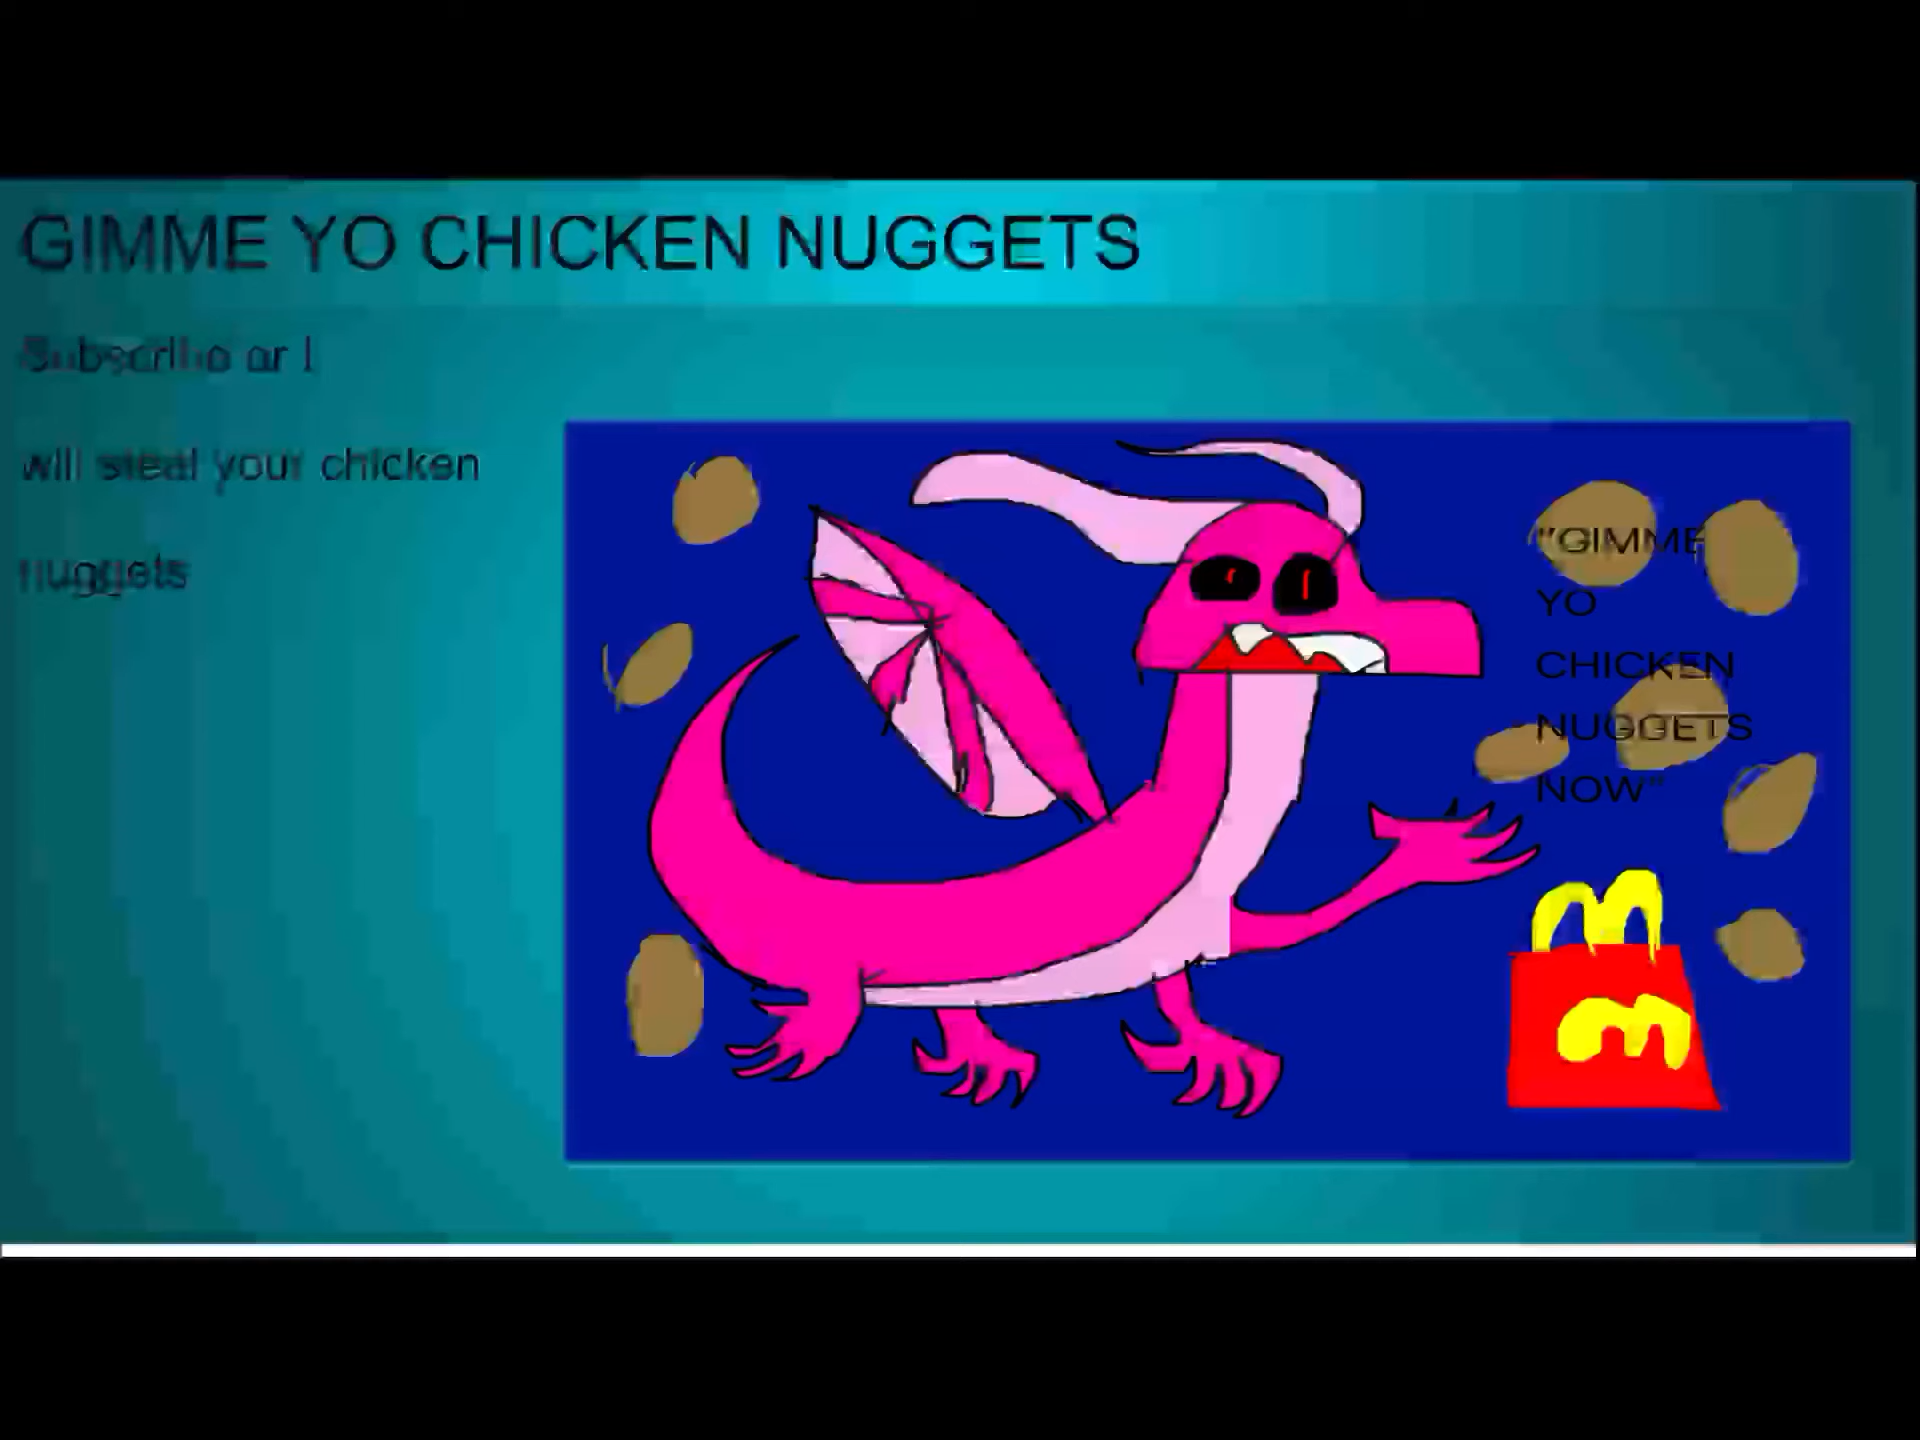 GIMME YO CHICKEN NUGGETS
Subscribe or I
will steal your chicken
nuggets
"GIMME
YO
CHICKEN
NUGGETS
NOW"